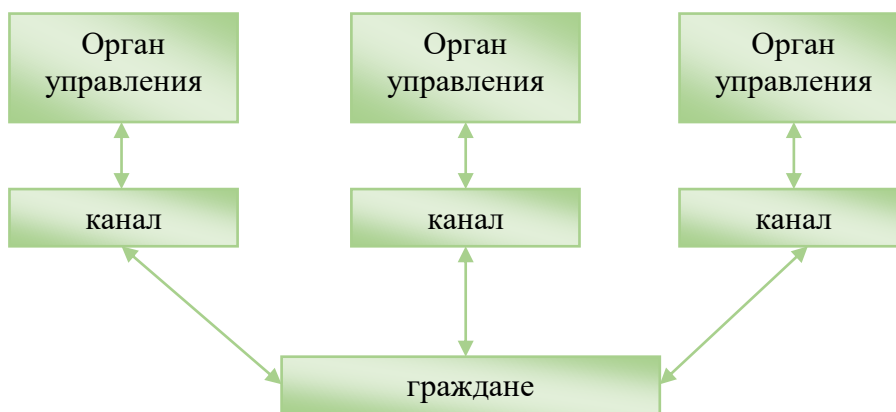 Орган
управления
Орган
управления
Орган
управления
канал
канал
канал
граждане